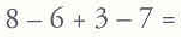 8 − 6 + 3 − 7 =